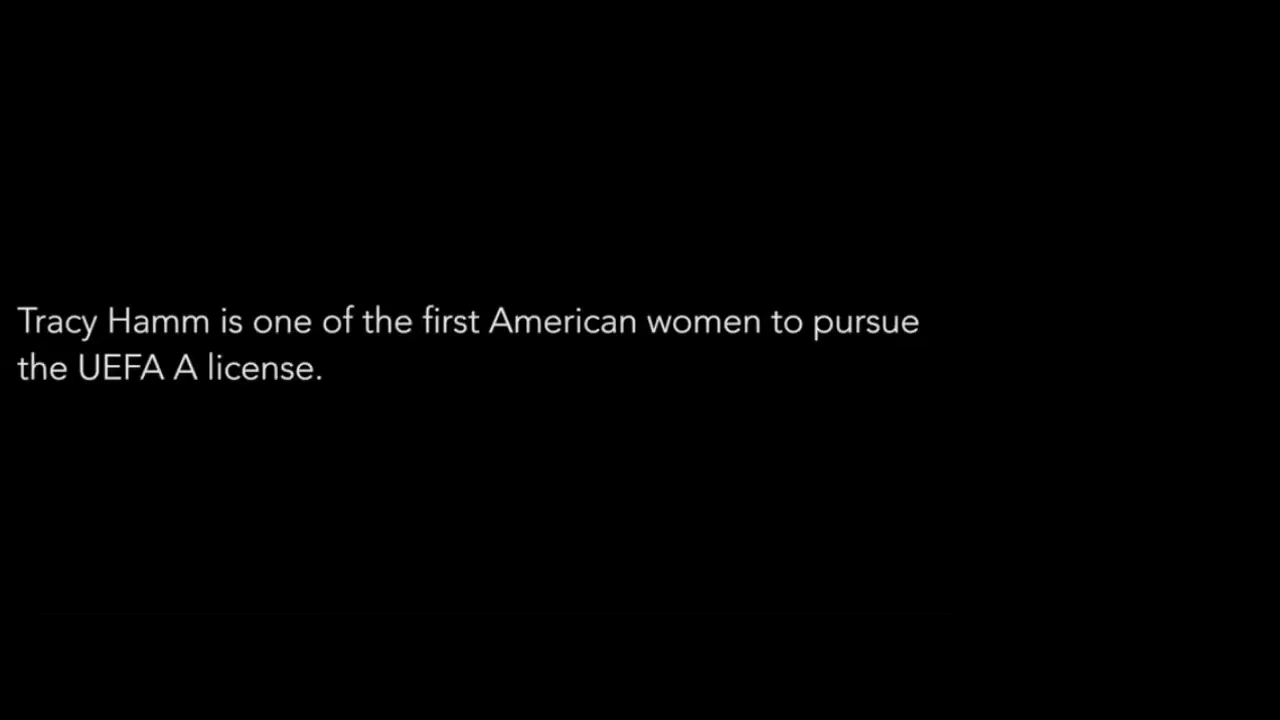 Tracy Hamm is one of the first American women to pursue
the UEFA A license.